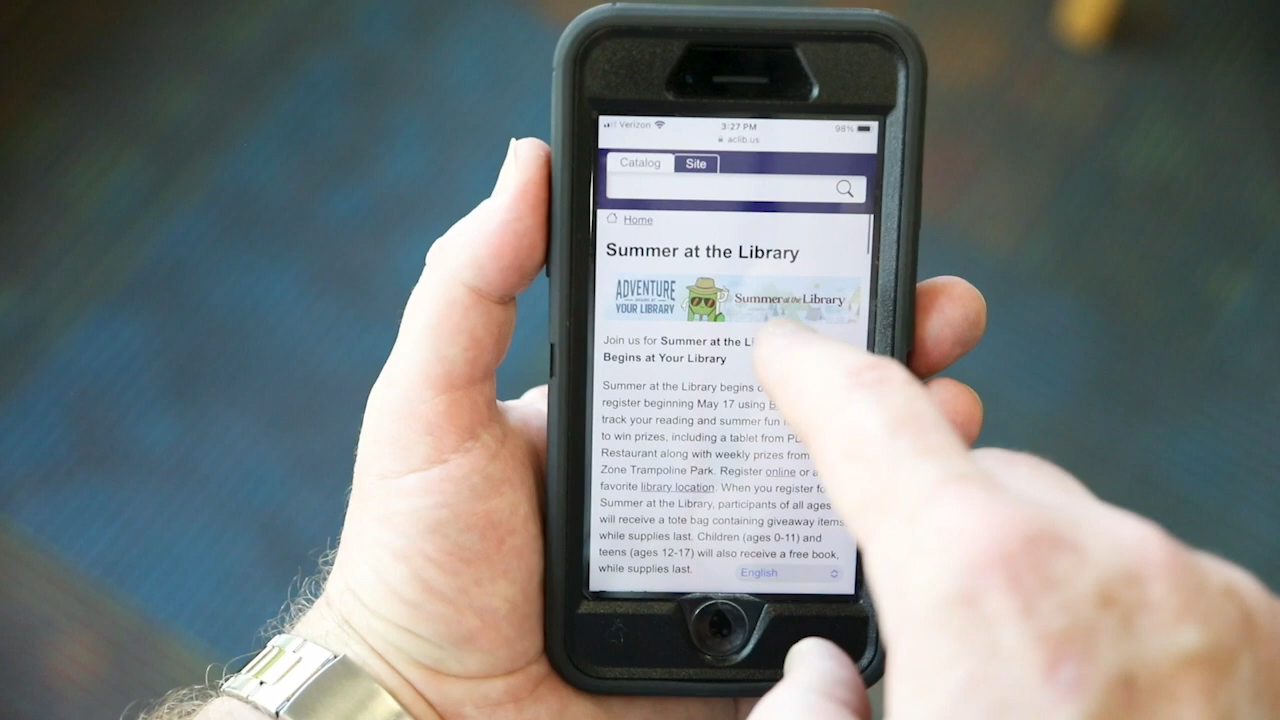 Verizon 3:27 PM 98%
aclib.us
Catalog Site
Home
Summer at the Library
ADVENTURE
YOUR LIBRARY
Summer at the Library
Join us for Summer at the
Begins at Your Library
Summer at the Library begins
register beginning May 17 using
track your reading and summer fun
to win prizes, including a tablet from
Restaurant along with weekly prizes from
Zone Trampoline Park. Register online or
favorite library location. When you register
Summer at the Library, participants of all ages
will receive a tote bag containing giveaway items,
while supplies last. Children (ages 0-11) and
teens (ages 12-17) will also receive a free book,
while supplies last.
English